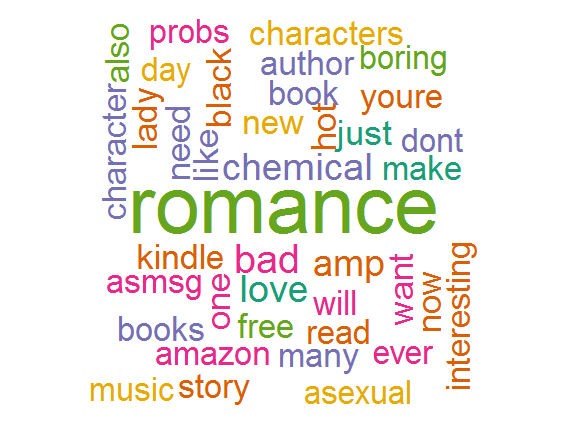 also
probs
characters
day
author
boring
black
lady
book
youre
character
need
like
new
hot
just
dont
chemical
make
romance
kindle
bad
amp
want
now
interesting
asmsg
one
love
will
books
free
read
amazon
many
ever
music
story
asexual